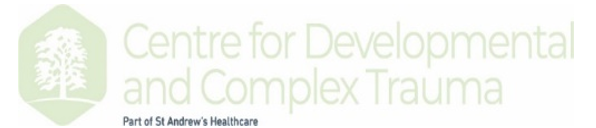 Centre for Developmental
and Complex Trauma
Part of St Andrew's Healthcare